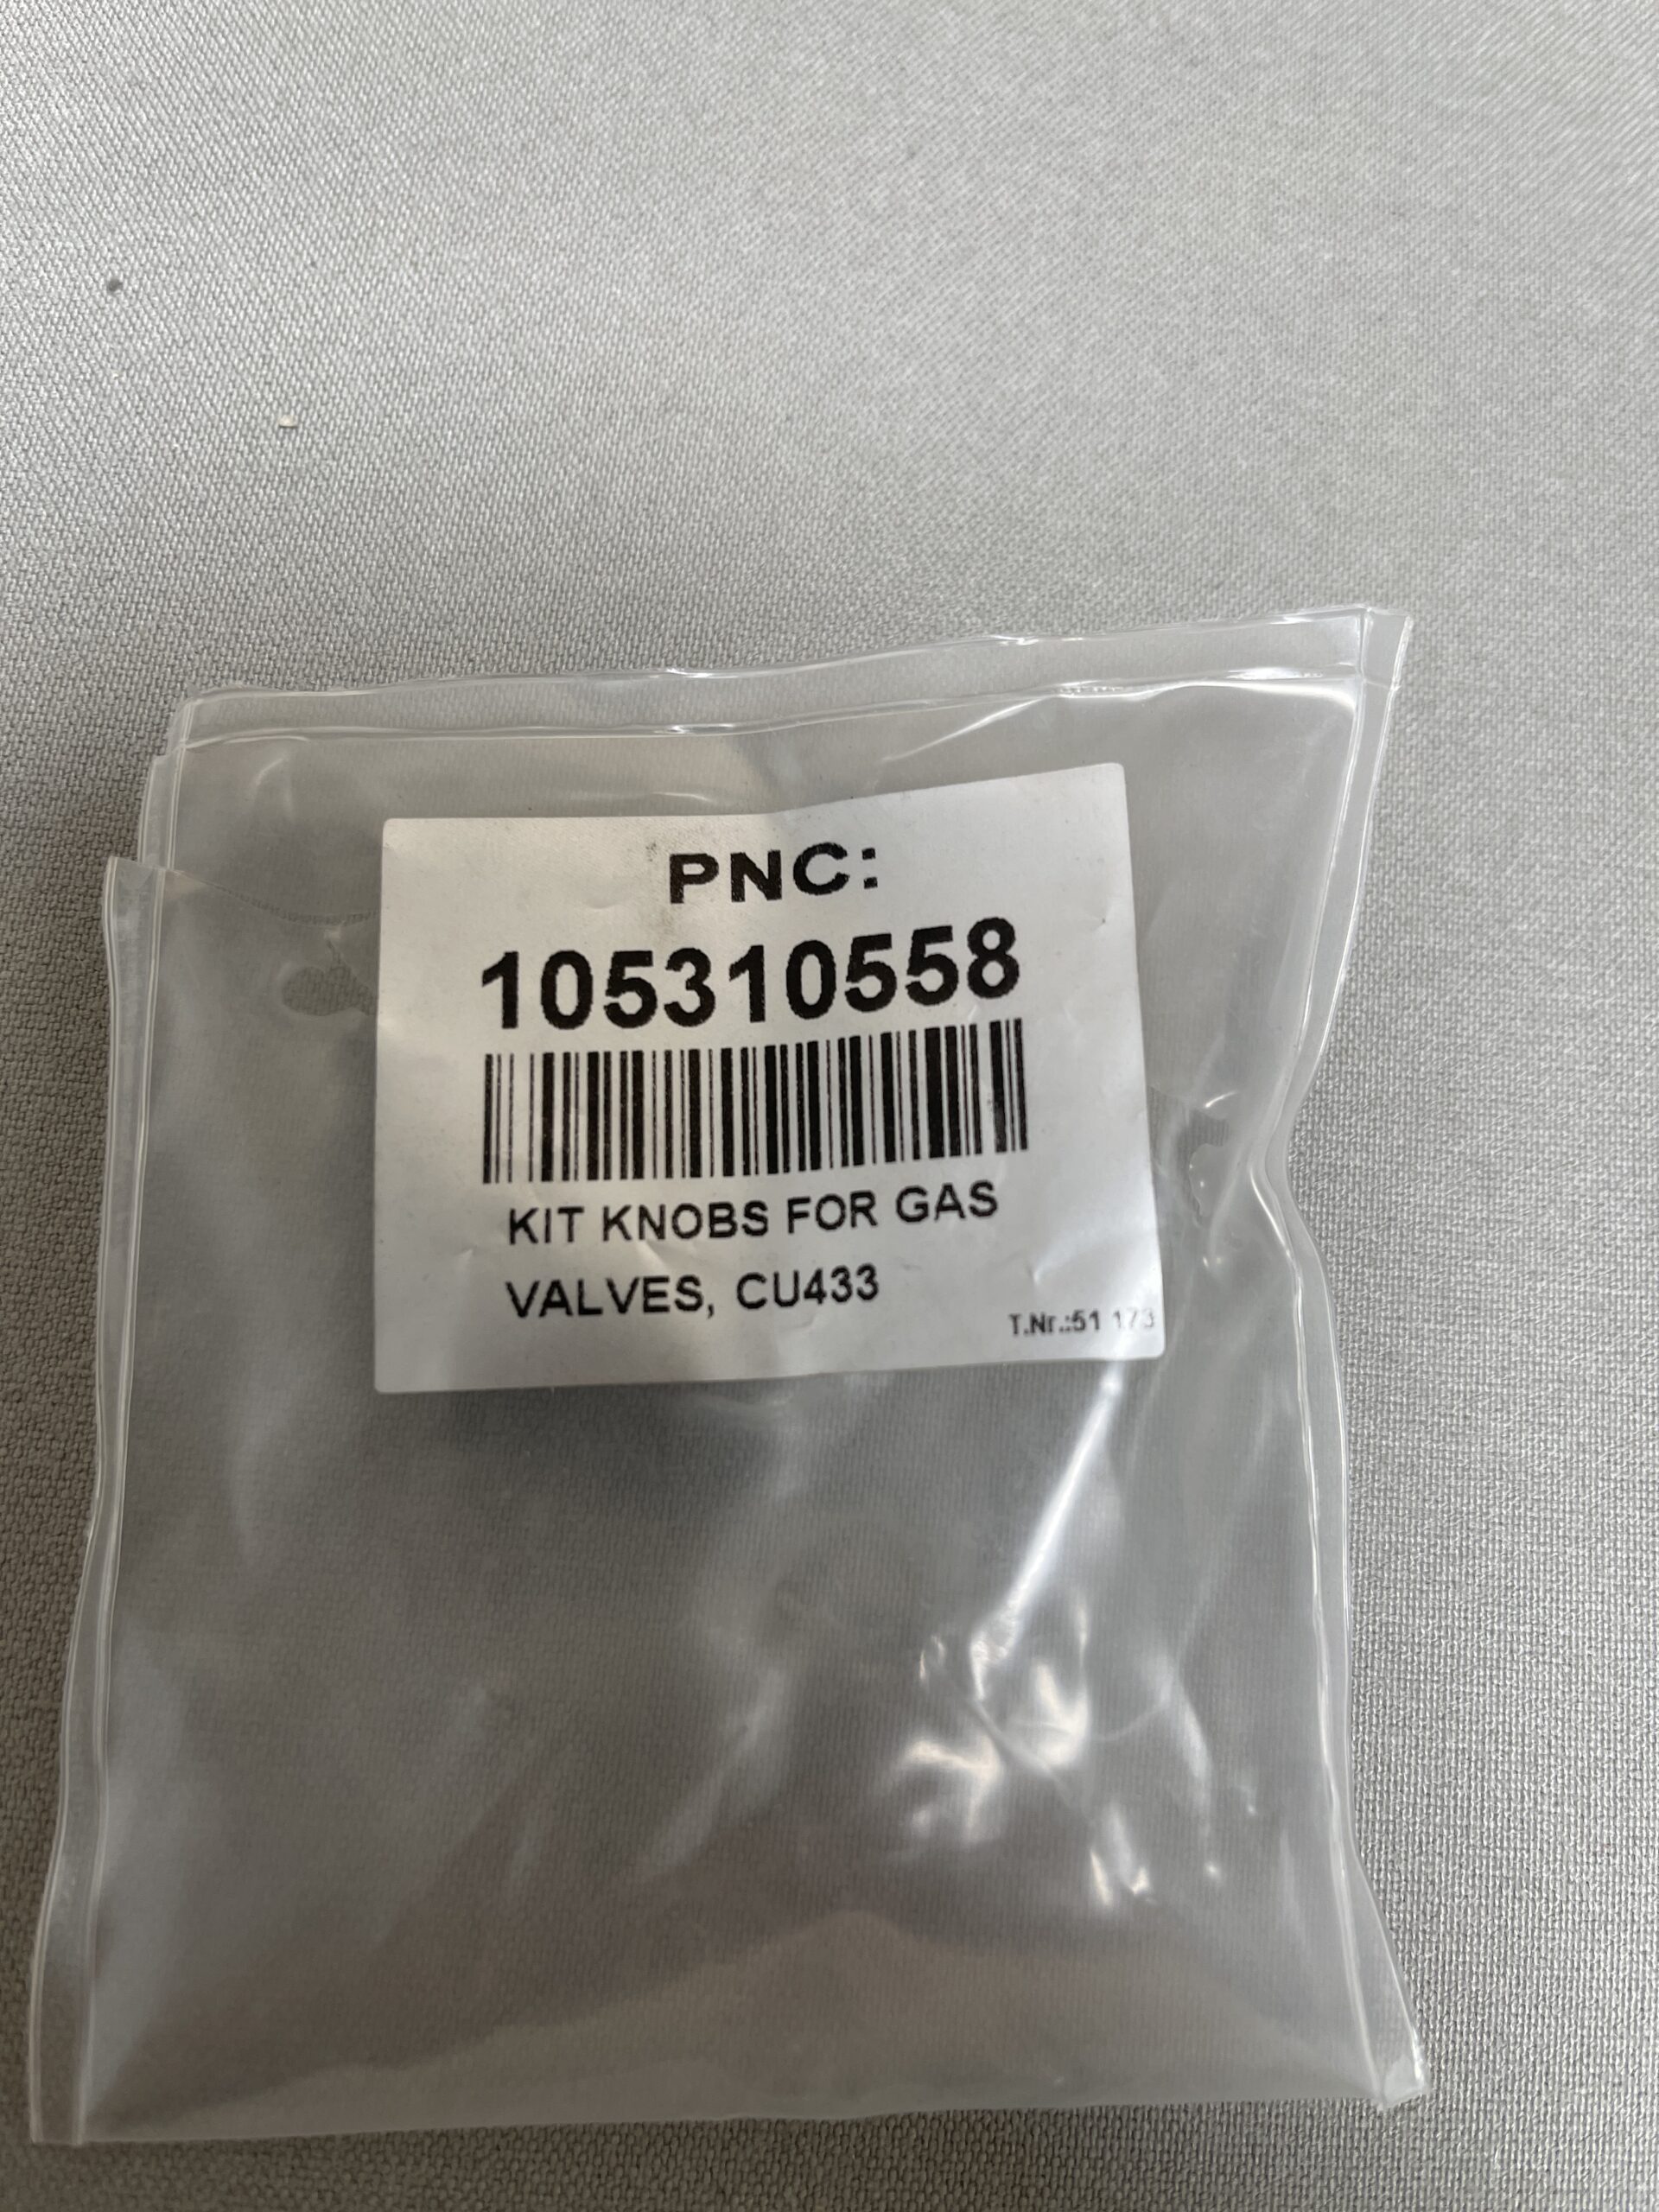 PNC:
105310558
KIT KNOBS FOR GAS
VALVES, CU433
T.Nr.:51 173